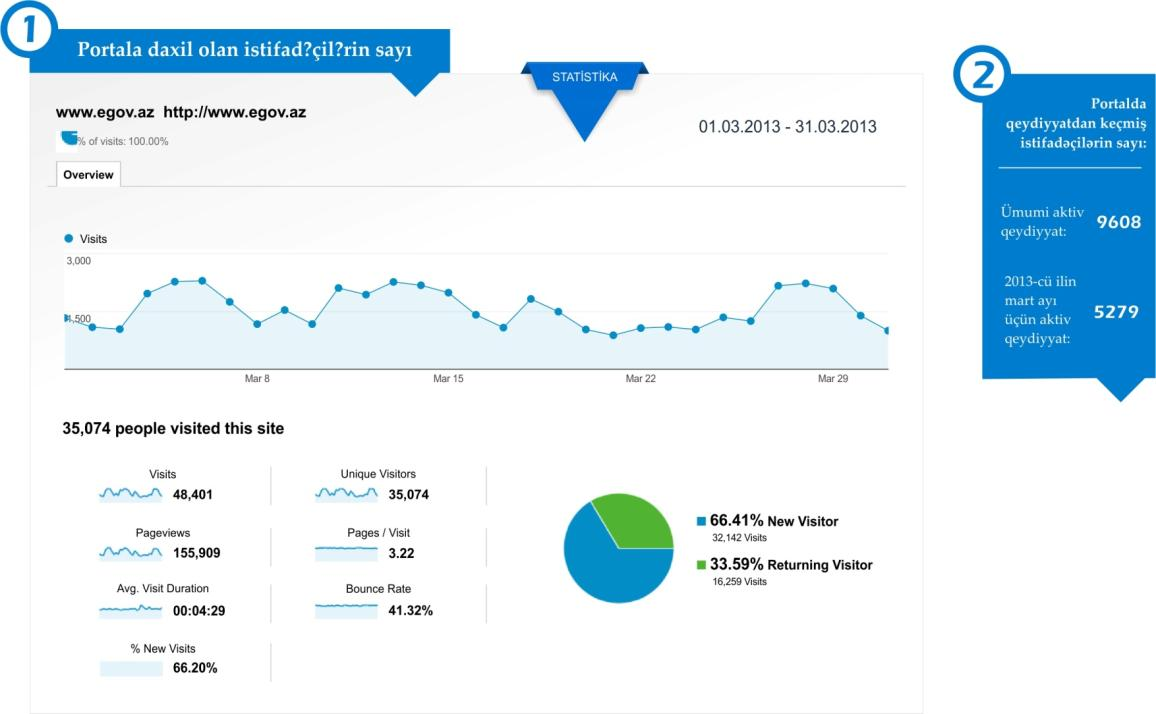 1
Portala daxil olan istifad?çil?rin sayı
STATİSTİKA
www.egov.az http://www.egov.az
% of visits: 100.00%
01.03.2013 - 31.03.2013
Overview
Visits
3,000
1,500
Mar 8
Mar 15
Mar 22
Mar 29
35,074 people visited this site
Visits
48,401
Unique Visitors
35,074
Pageviews
155,909
Pages / Visit
3.22
Avg. Visit Duration
00:04:29
Bounce Rate
41.32%
% New Visits
66.20%
66.41% New Visitor
32,142 Visits
33.59% Returning Visitor
16,259 Visits
2
Portalda
qeydiyyatdan keçmiş
istifadəçilərin sayı:
Ümumi aktiv
qeydiyyat:
9608
2013-cü ilin
mart ayı
üçün aktiv
qeydiyyat:
5279